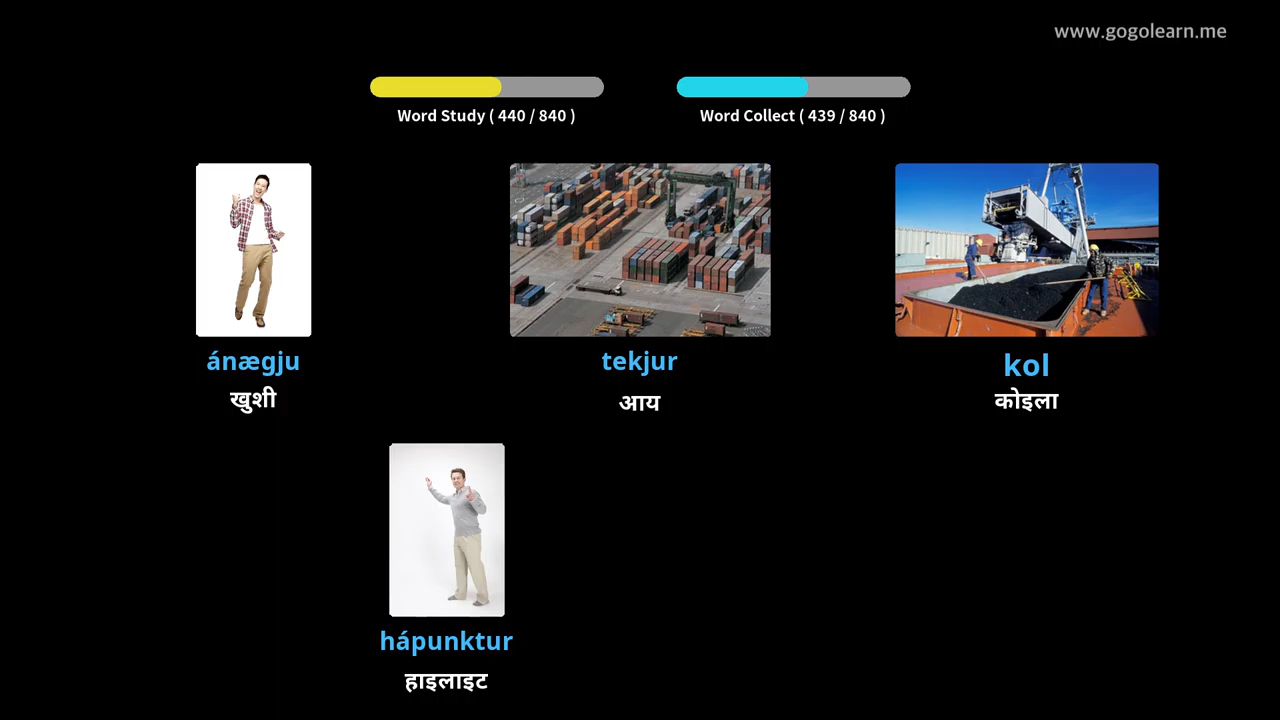 www.gogolearn.me
Word Study ( 440 / 840 )
Word Collect ( 439 / 840 )
ánægju
खुशी
tekjur
आय
kol
कोइला
hápunktur
हाइलाइट